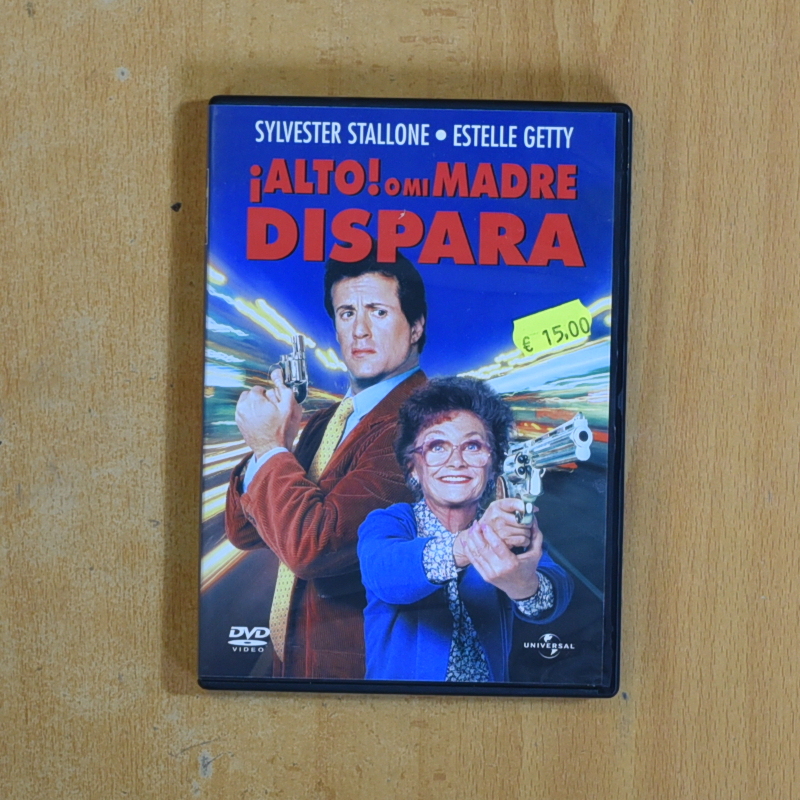 SYLVESTER STALLONE • ESTELLE GETTY
¡ALTO! O MI MADRE
DISPARA
€ 15,00
DVD
VIDEO
UNIVERSAL